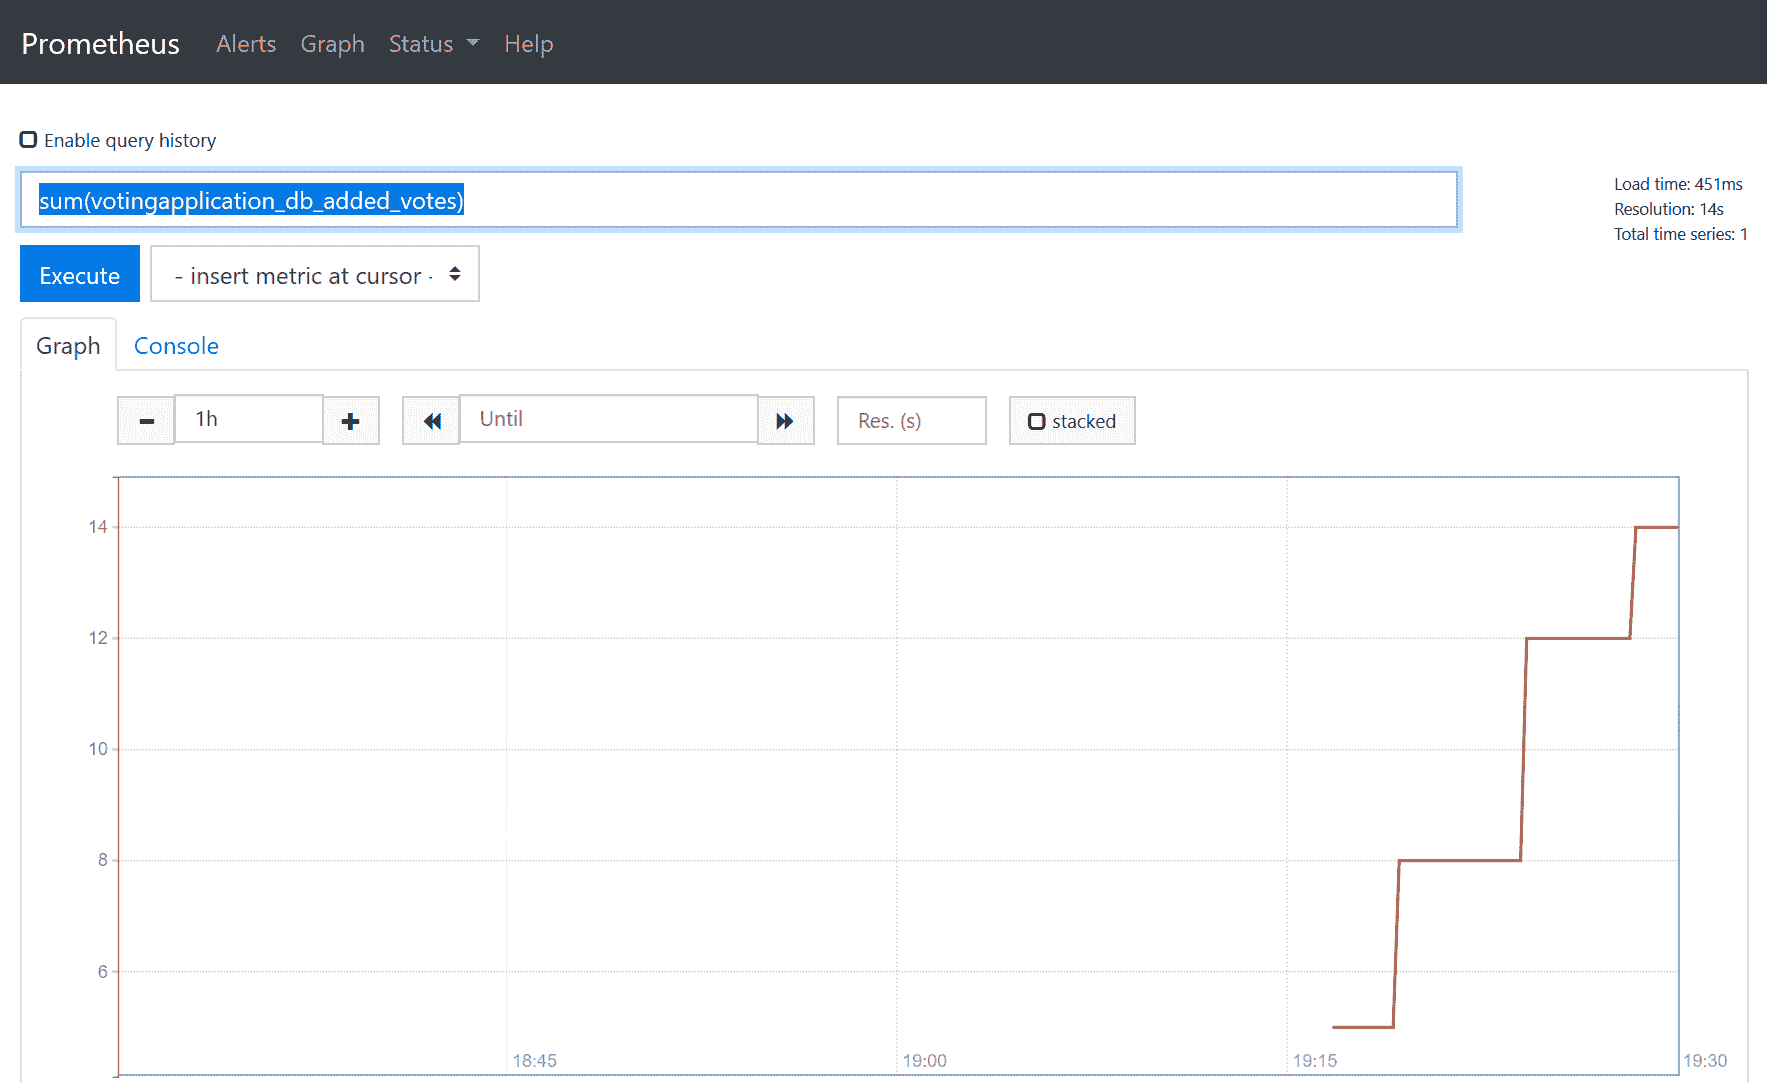 Prometheus Alerts Graph Status Help
Enable query history
sum(votingapplication_db_added_votes)
Load time: 451ms
Resolution: 14s
Total time series: 1
Execute - insert metric at cursor -
Graph Console
1h Until Res. (s) stacked
14
12
10
8
6
18:45 19:00 19:15 19:30